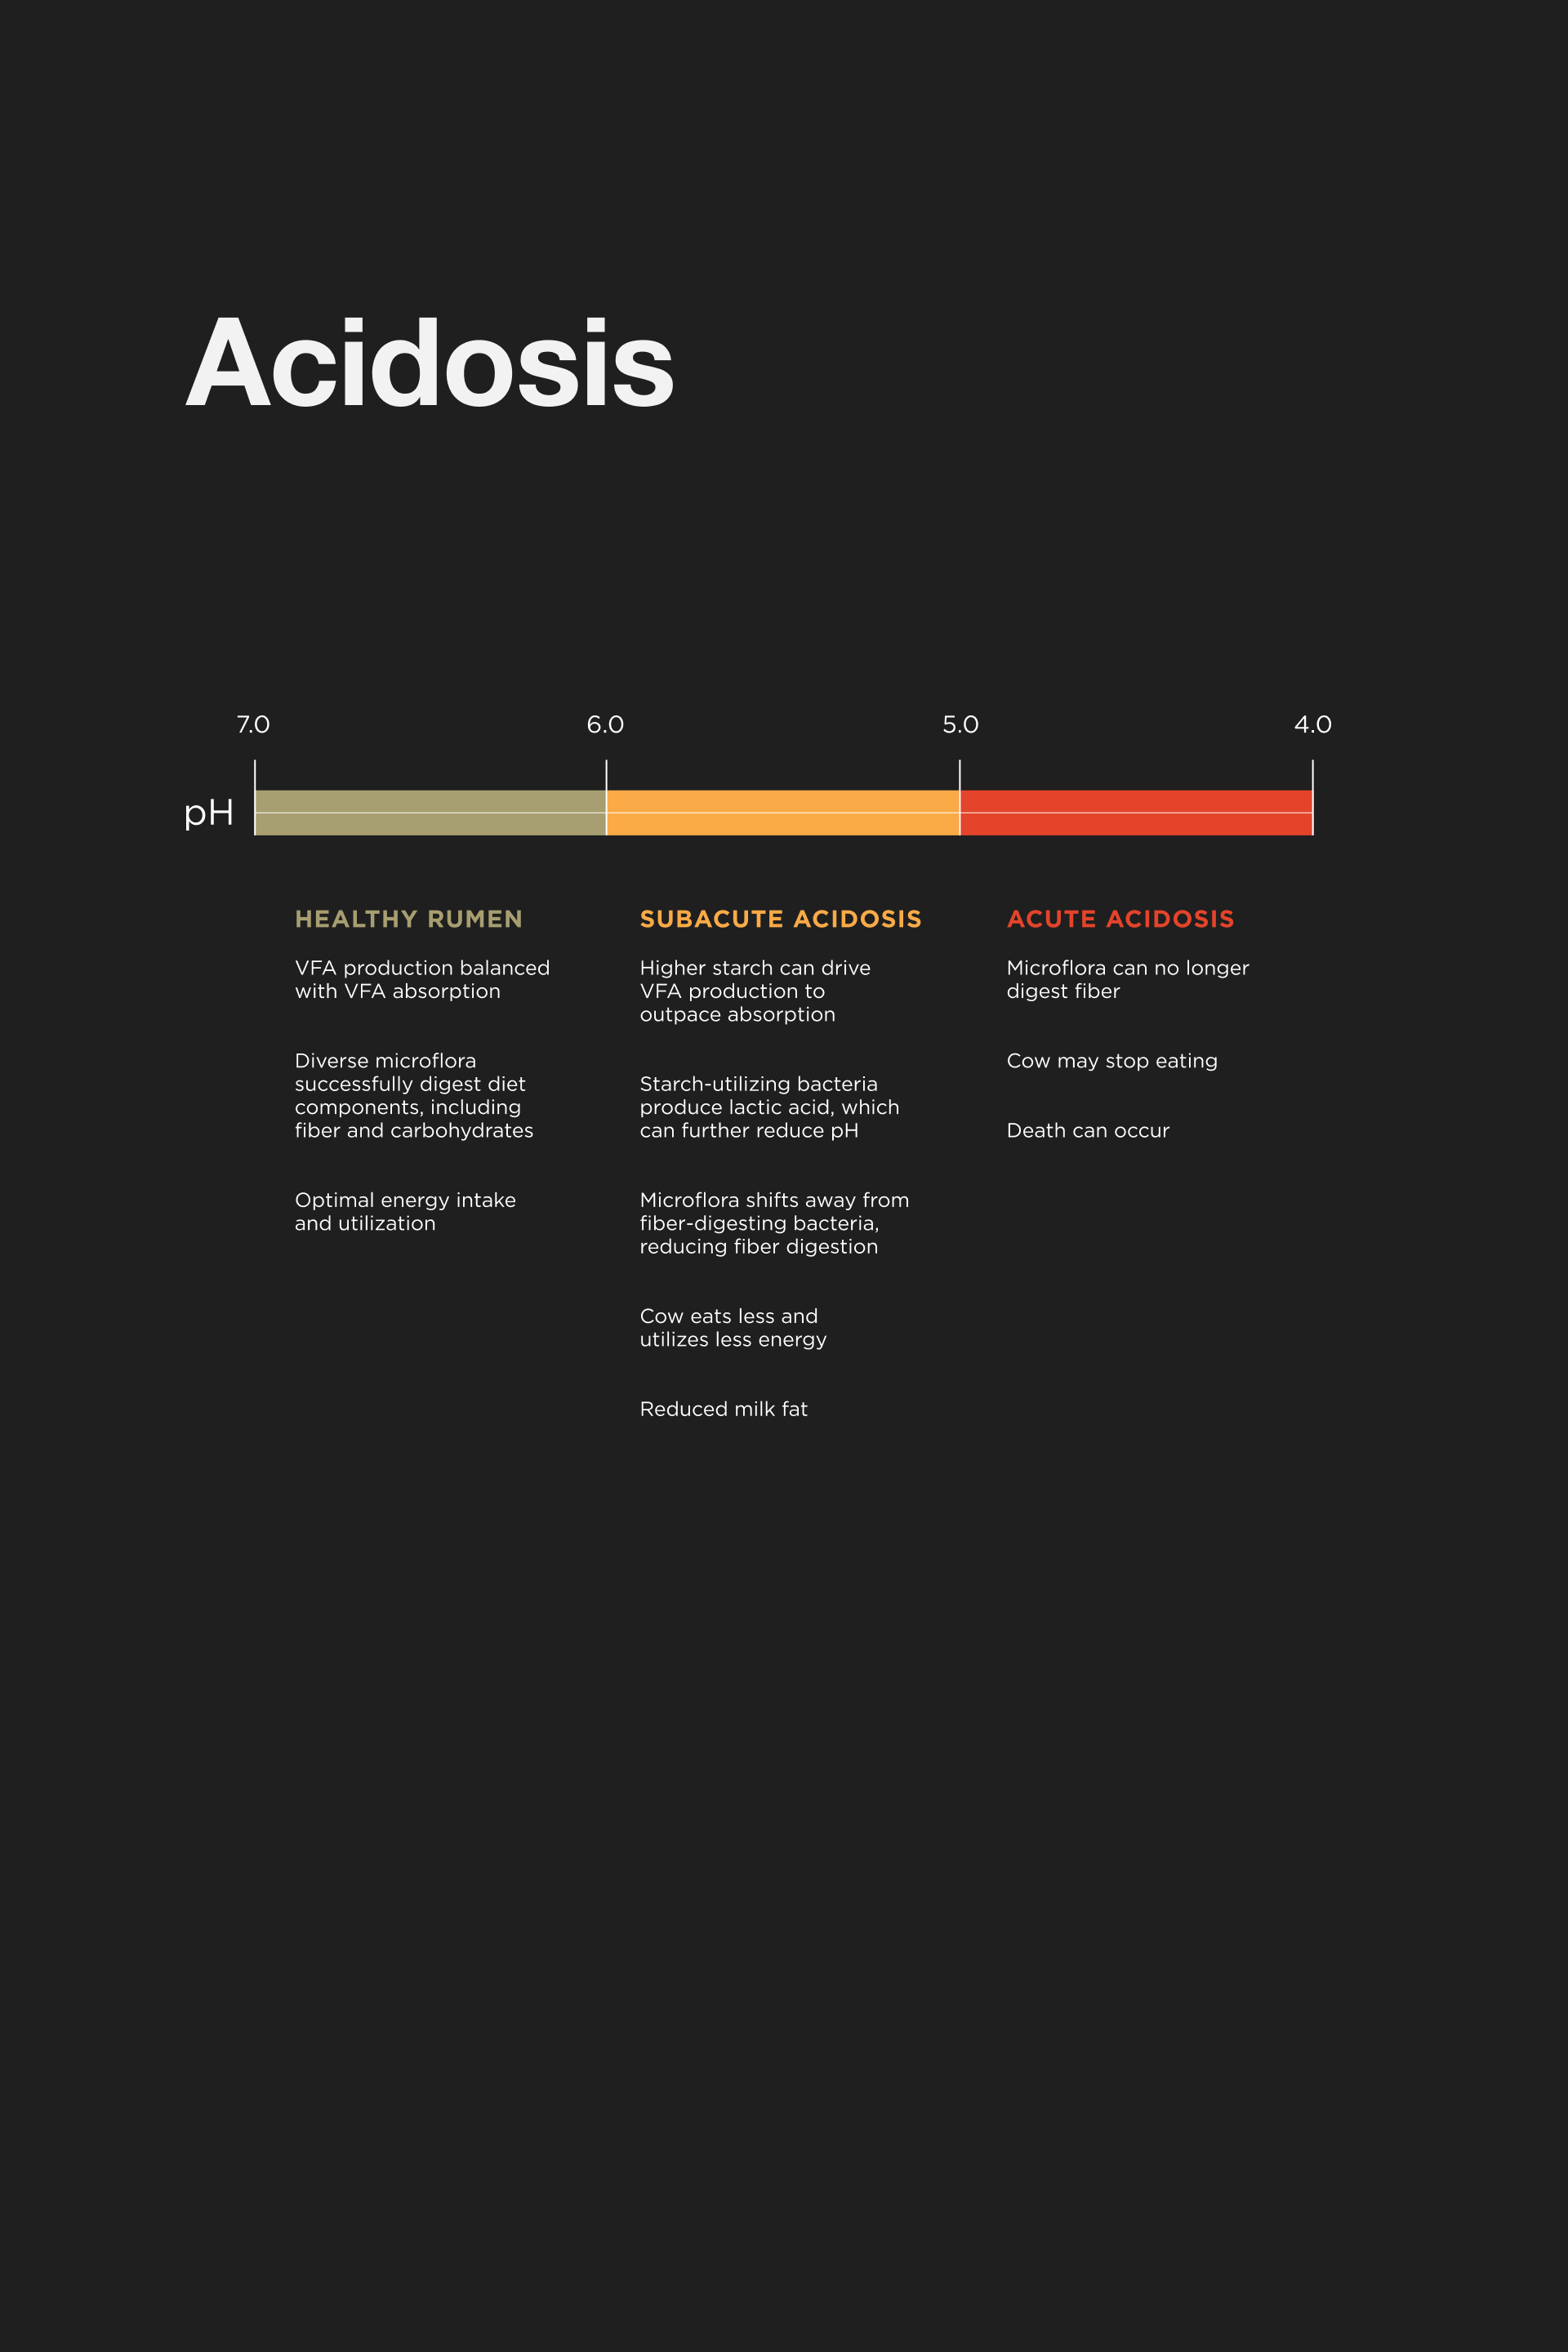 Acidosis
7.0
6.0
5.0
4.0
pH
HEALTHY RUMEN
VFA production balanced
with VFA absorption
Diverse microflora
successfully digest diet
components, including
fiber and carbohydrates
Optimal energy intake
and utilization
SUBACUTE ACIDOSIS
Higher starch can drive
VFA production to
outpace absorption
Starch-utilizing bacteria
produce lactic acid, which
can further reduce pH
Microflora shifts away from
fiber-digesting bacteria,
reducing fiber digestion
Cow eats less and
utilizes less energy
Reduced milk fat
ACUTE ACIDOSIS
Microflora can no longer
digest fiber
Cow may stop eating
Death can occur